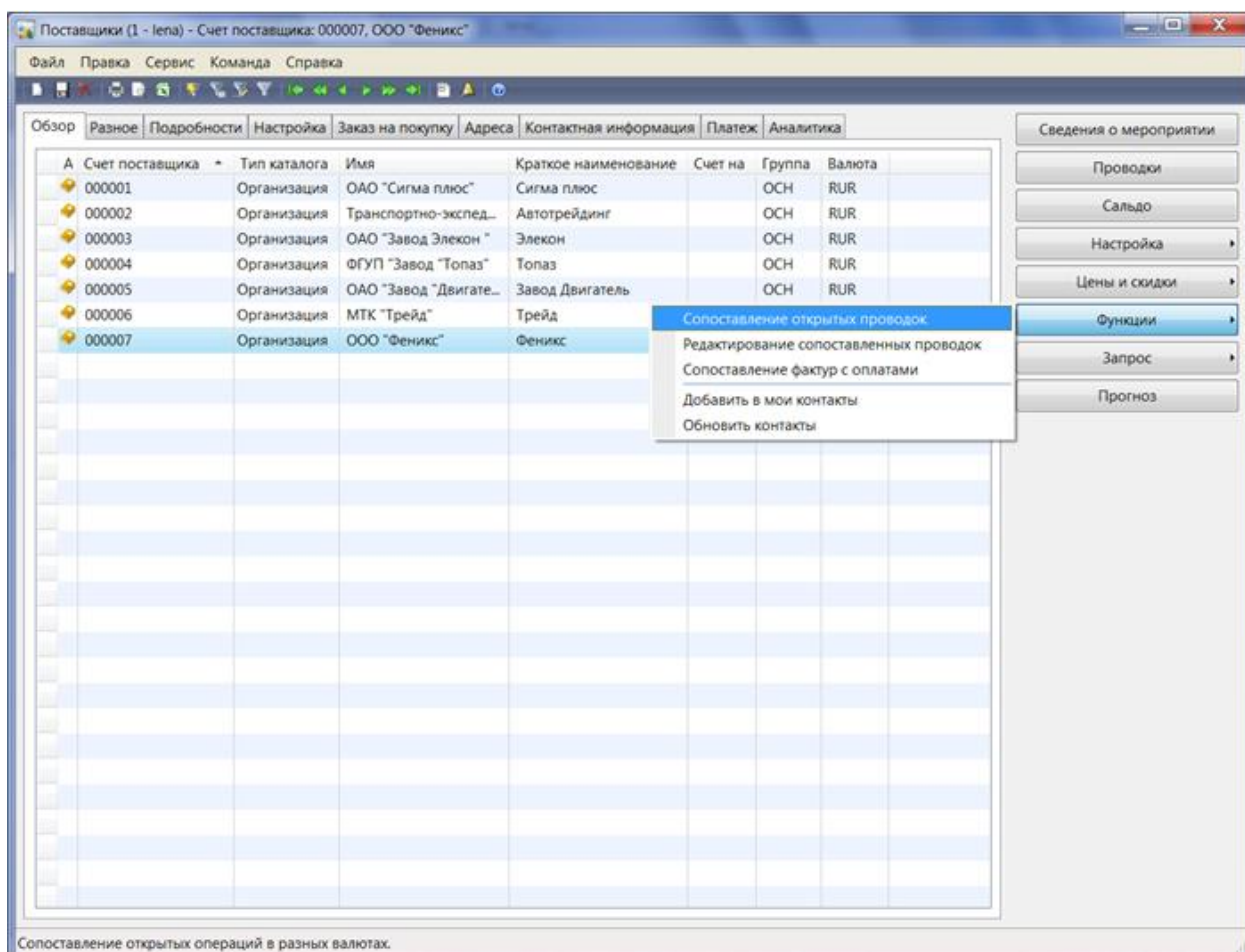 Поставщики (1 - lena) - Счет поставщика: 000007, ООО "Феникс"
Файл Правка Сервис Команда Справка
Обзор Разное Подробности Настройка Заказ на покупку Адреса Контактная информация Платеж Аналитика
А Счет поставщика Тип каталога Имя Краткое наименование Счет на Группа Валюта
000001 Организация ОАО "Сигма плюс" Сигма плюс ОСН RUR
000002 Организация Транспортно-экспед... Автотрейдинг ОСН RUR
000003 Организация ОАО "Завод Элекон " Элекон ОСН RUR
000004 Организация ФГУП "Завод "Топаз" Топаз ОСН RUR
000005 Организация ОАО "Завод "Двигате... Завод Двигатель ОСН RUR
000006 Организация МТК "Трейд" Трейд
000007 Организация ООО "Феникс" Феникс
Сопоставление открытых проводок
Редактирование сопоставленных проводок
Сопоставление фактур с оплатами
Добавить в мои контакты
Обновить контакты
Сведения о мероприятии
Проводки
Сальдо
Настройка
Цены и скидки
Функции
Запрос
Прогноз
Сопоставление открытых операций в разных валютах.